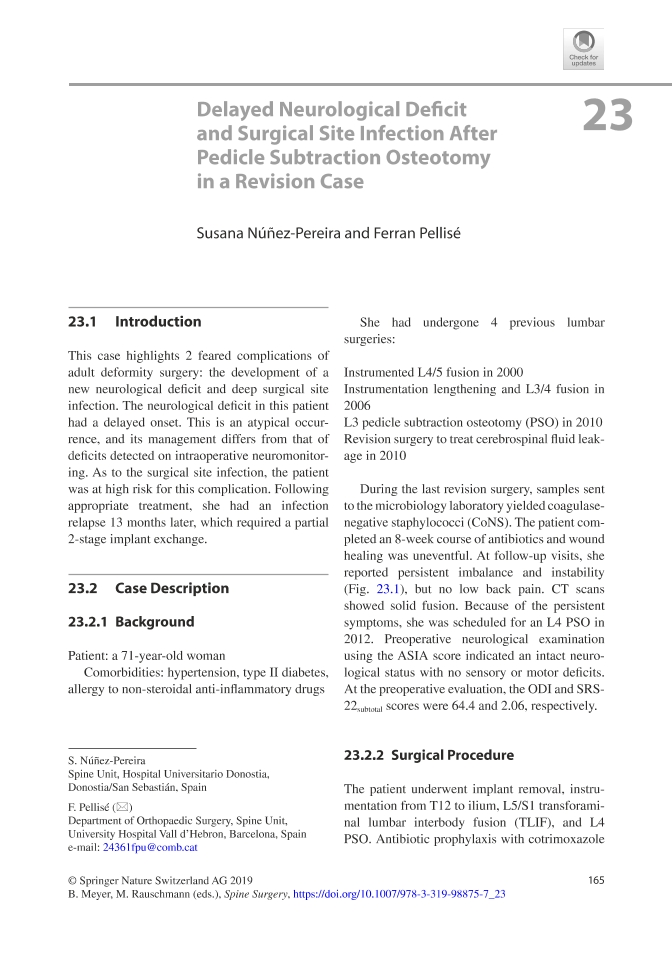 Check for
updates
Delayed Neurological Deficit
and Surgical Site Infection After
Pedicle Subtraction Osteotomy
in a Revision Case
23
Susana Núñez-Pereira and Ferran Pellisé
23.1 Introduction
This case highlights 2 feared complications of
adult deformity surgery: the development of a
new neurological deficit and deep surgical site
infection. The neurological deficit in this patient
had a delayed onset. This is an atypical occur-
rence, and its management differs from that of
deficits detected on intraoperative neuromonitor-
ing. As to the surgical site infection, the patient
was at high risk for this complication. Following
appropriate treatment, she had an infection
relapse 13 months later, which required a partial
2-stage implant exchange.
23.2 Case Description
23.2.1 Background
Patient: a 71-year-old woman
Comorbidities: hypertension, type II diabetes,
allergy to non-steroidal anti-inflammatory drugs
S. Núñez-Pereira
Spine Unit, Hospital Universitario Donostia,
Donostia/San Sebastián, Spain
F. Pellisé (✉)
Department of Orthopaedic Surgery, Spine Unit,
University Hospital Vall d'Hebron, Barcelona, Spain
e-mail: 24361fpu@comb.cat
She had undergone 4 previous lumbar
surgeries:
Instrumented L4/5 fusion in 2000
Instrumentation lengthening and L3/4 fusion in
2006
L3 pedicle subtraction osteotomy (PSO) in 2010
Revision surgery to treat cerebrospinal fluid leak-
age in 2010
During the last revision surgery, samples sent
to the microbiology laboratory yielded coagulase-
negative staphylococci (CoNS). The patient com-
pleted an 8-week course of antibiotics and wound
healing was uneventful. At follow-up visits, she
reported persistent imbalance and instability
(Fig. 23.1), but no low back pain. CT scans
showed solid fusion. Because of the persistent
symptoms, she was scheduled for an L4 PSO in
2012. Preoperative neurological examination
using the ASIA score indicated an intact neuro-
logical status with no sensory or motor deficits.
At the preoperative evaluation, the ODI and SRS-
22subtotal scores were 64.4 and 2.06, respectively.
23.2.2 Surgical Procedure
The patient underwent implant removal, instru-
mentation from T12 to ilium, L5/S1 transforami-
nal lumbar interbody fusion (TLIF), and L4
PSO. Antibiotic prophylaxis with cotrimoxazole
© Springer Nature Switzerland AG 2019
165
B. Meyer, M. Rauschmann (eds.), Spine Surgery, https://doi.org/10.1007/978-3-319-98875-7_23